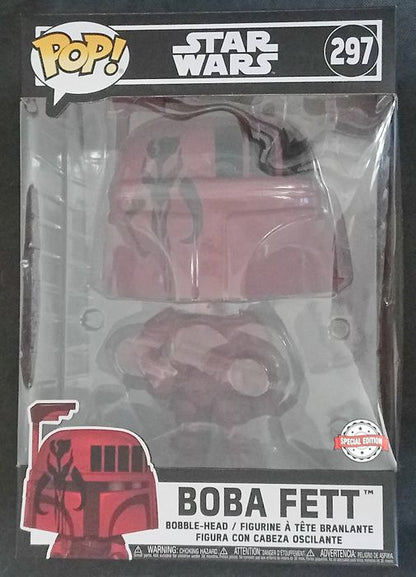 POP!
STAR
WARS
297
SPECIAL EDITION
BOBA FETT™
BOBBLE-HEAD / FIGURINE À TÊTE BRANLANTE
FIGURA CON CABEZA OSCILANTE
WARNING: CHOKING HAZARD. ATTENTION: DANGER D'ÉTOUFFEMENT. ADVERTENCIA: PELIGRO DE ASFIXIA.